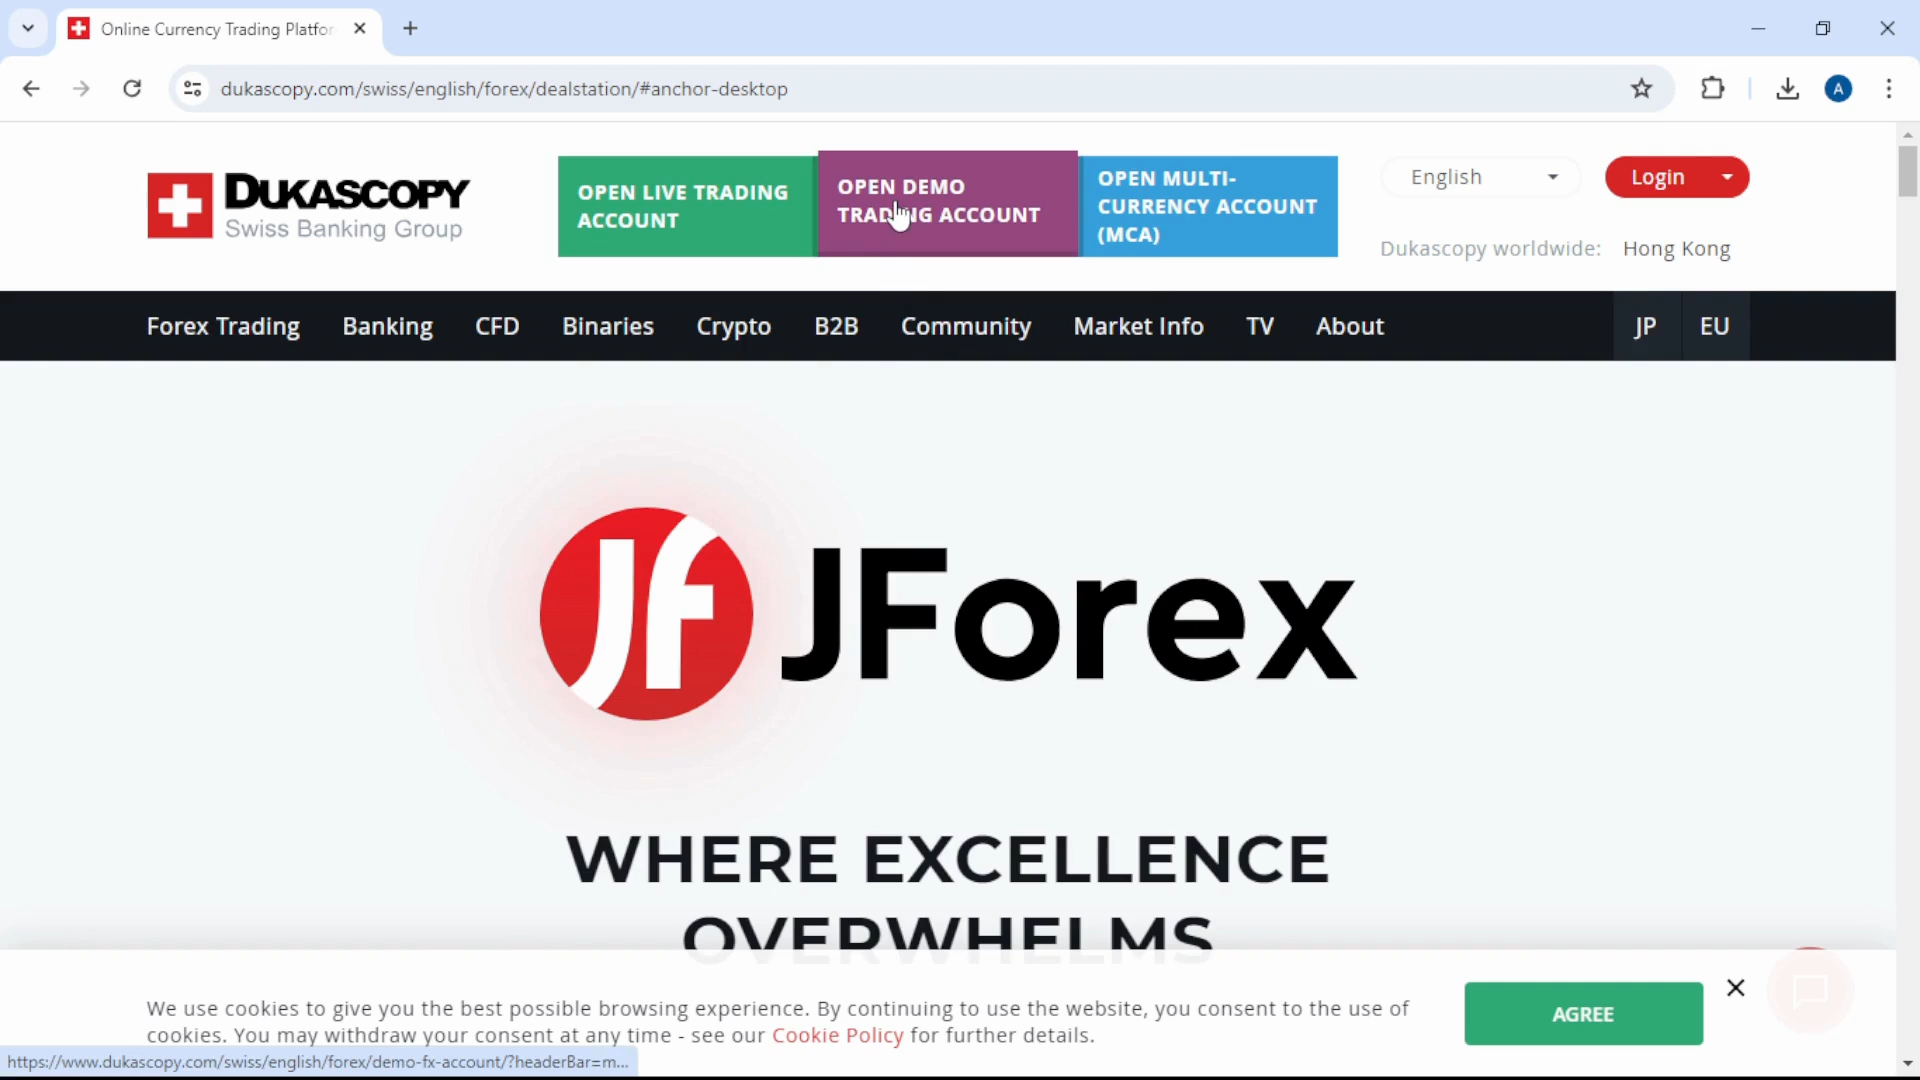 Online Currency Trading Platfor
dukascopy.com/swiss/english/forex/dealstation/#anchor-desktop
A
DUKASCOPY
Swiss Banking Group
OPEN LIVE TRADING
ACCOUNT
OPEN DEMO
TRADING ACCOUNT
OPEN MULTI-
CURRENCY ACCOUNT
(MCA)
English
Login
Dukascopy worldwide: Hong Kong
Forex Trading Banking CFD Binaries Crypto B2B Community Market Info TV About JP EU
JForex
WHERE EXCELLENCE
OVERWHELMS
We use cookies to give you the best possible browsing experience. By continuing to use the website, you consent to the use of
cookies. You may withdraw your consent at any time - see our Cookie Policy for further details.
AGREE
https://www.dukascopy.com/swiss/english/forex/demo-fx-account/?headerBar=m...